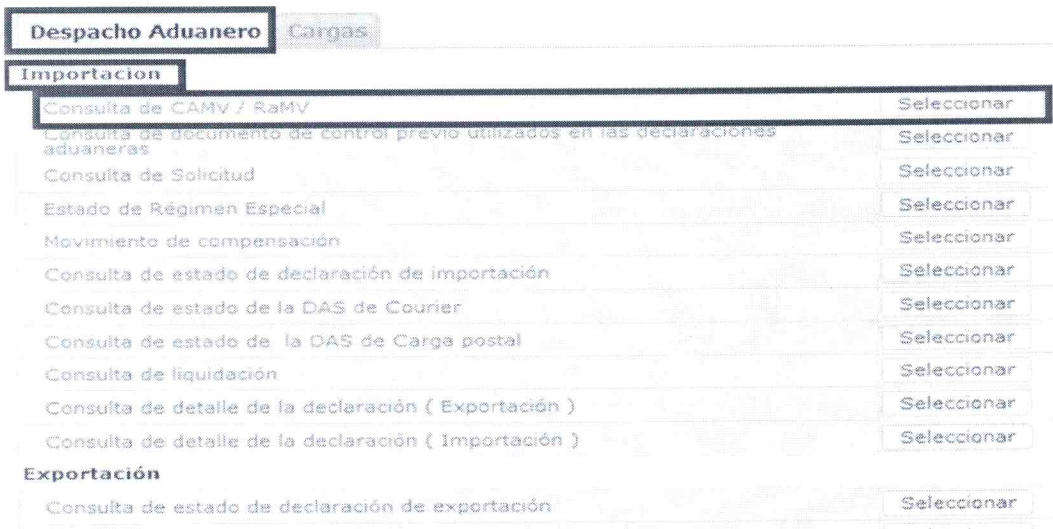 Despacho Aduanero Cargas
Importacion
Consulta de CAMV / RaMV Seleccionar
Consulta de documento de control previo utilizados en las declaraciones
aduaneras Seleccionar
Consulta de Solicitud Seleccionar
Estado de Régimen Especial Seleccionar
Movimiento de compensación Seleccionar
Consulta de estado de declaración de importación Seleccionar
Consulta de estado de la DAS de Courier Seleccionar
Consulta de estado de la DAS de Carga postal Seleccionar
Consulta de liquidación Seleccionar
Consulta de detalle de la declaración ( Exportación ) Seleccionar
Consulta de detalle de la declaración ( Importación ) Seleccionar
Exportación
Consulta de estado de declaración de exportación Seleccionar